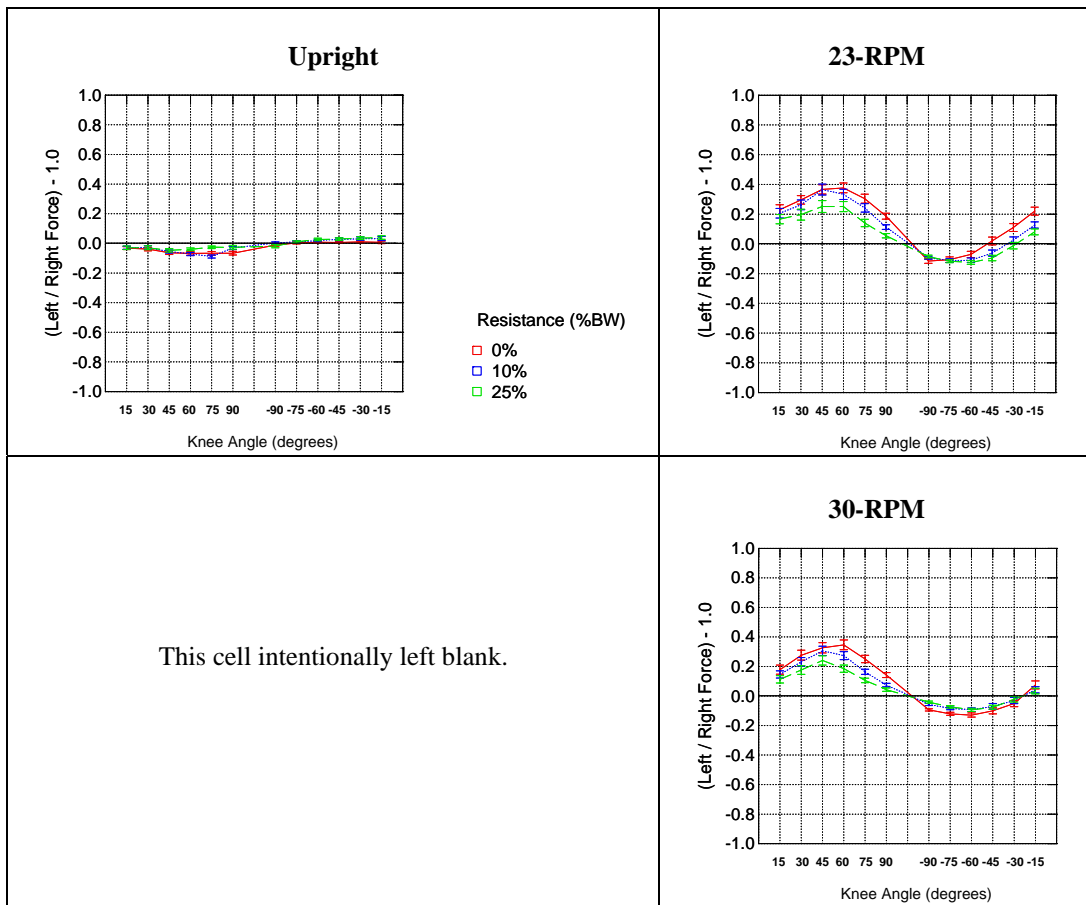 Upright
1.0
0.8
0.6
0.4
0.2
0.0
-0.2
-0.4
-0.6
-0.8
-1.0
(Left / Right Force) - 1.0
15 30 45 60 75 90 -90 -75 -60 -45 -30 -15
Knee Angle (degrees)
Resistance (%BW)
0%
10%
25%
23-RPM
1.0
0.8
0.6
0.4
0.2
0.0
-0.2
-0.4
-0.6
-0.8
-1.0
(Left / Right Force) - 1.0
15 30 45 60 75 90 -90 -75 -60 -45 -30 -15
Knee Angle (degrees)
This cell intentionally left blank.
30-RPM
1.0
0.8
0.6
0.4
0.2
0.0
-0.2
-0.4
-0.6
-0.8
-1.0
(Left / Right Force) - 1.0
15 30 45 60 75 90 -90 -75 -60 -45 -30 -15
Knee Angle (degrees)